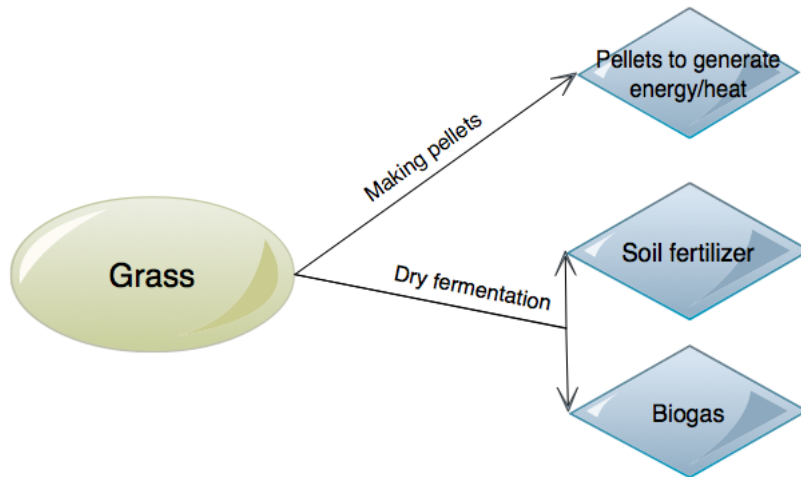 Pellets to generate
energy/heat
Making pellets
Grass
Dry fermentation
Soil fertilizer
Biogas